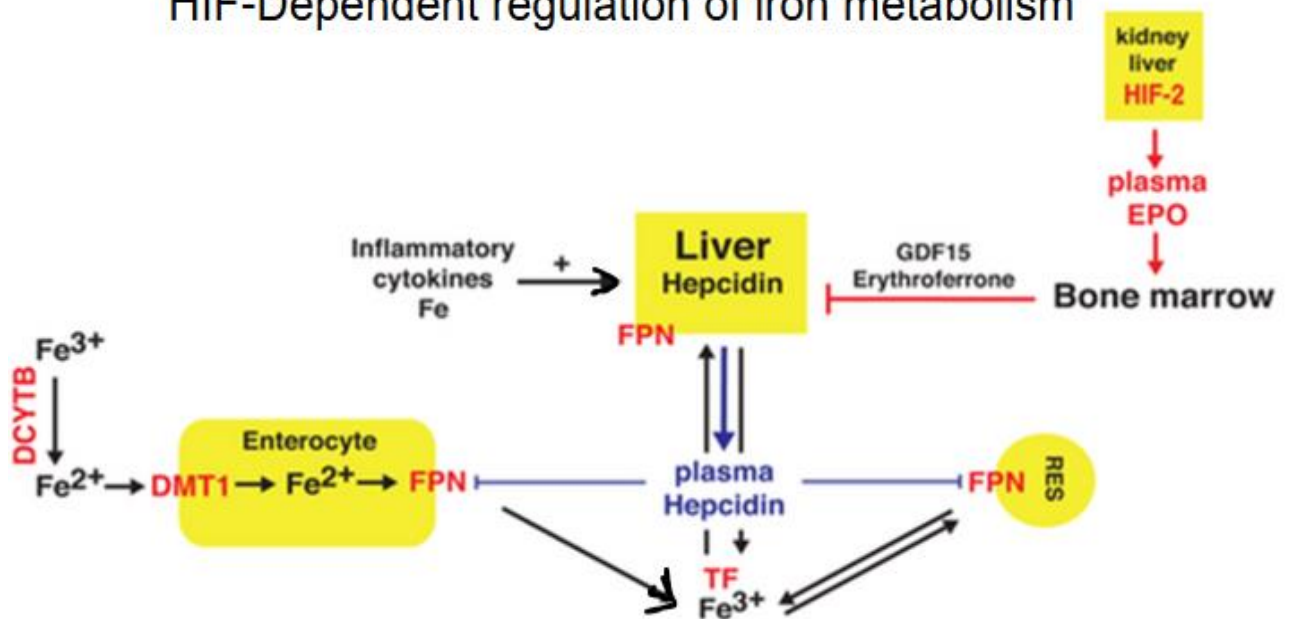 HIF-Dependent regulation of iron metabolism
kidney
liver
HIF-2
plasma
EPO
Bone marrow
GDF15
Erythroferrone
Liver
Hepcidin
FPN
Inflammatory
cytokines
Fe
+
Fe3+
DCYTB
Fe2+
DMT1
Enterocyte
Fe2+
FPN
plasma
Hepcidin
FPN
RES
TF
Fe3+